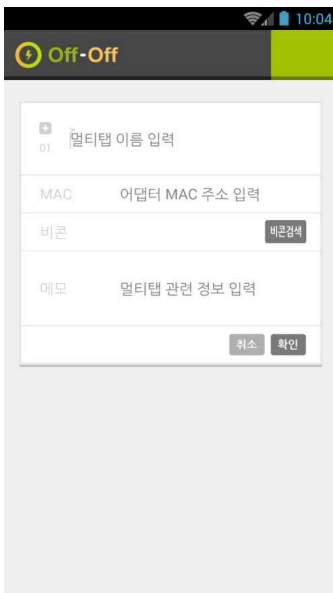 10:04
Off-Off
01
멀티탭 이름 입력
MAC 어댑터 MAC 주소 입력
비콘 비콘검색
메모 멀티탭 관련 정보 입력
취소 확인